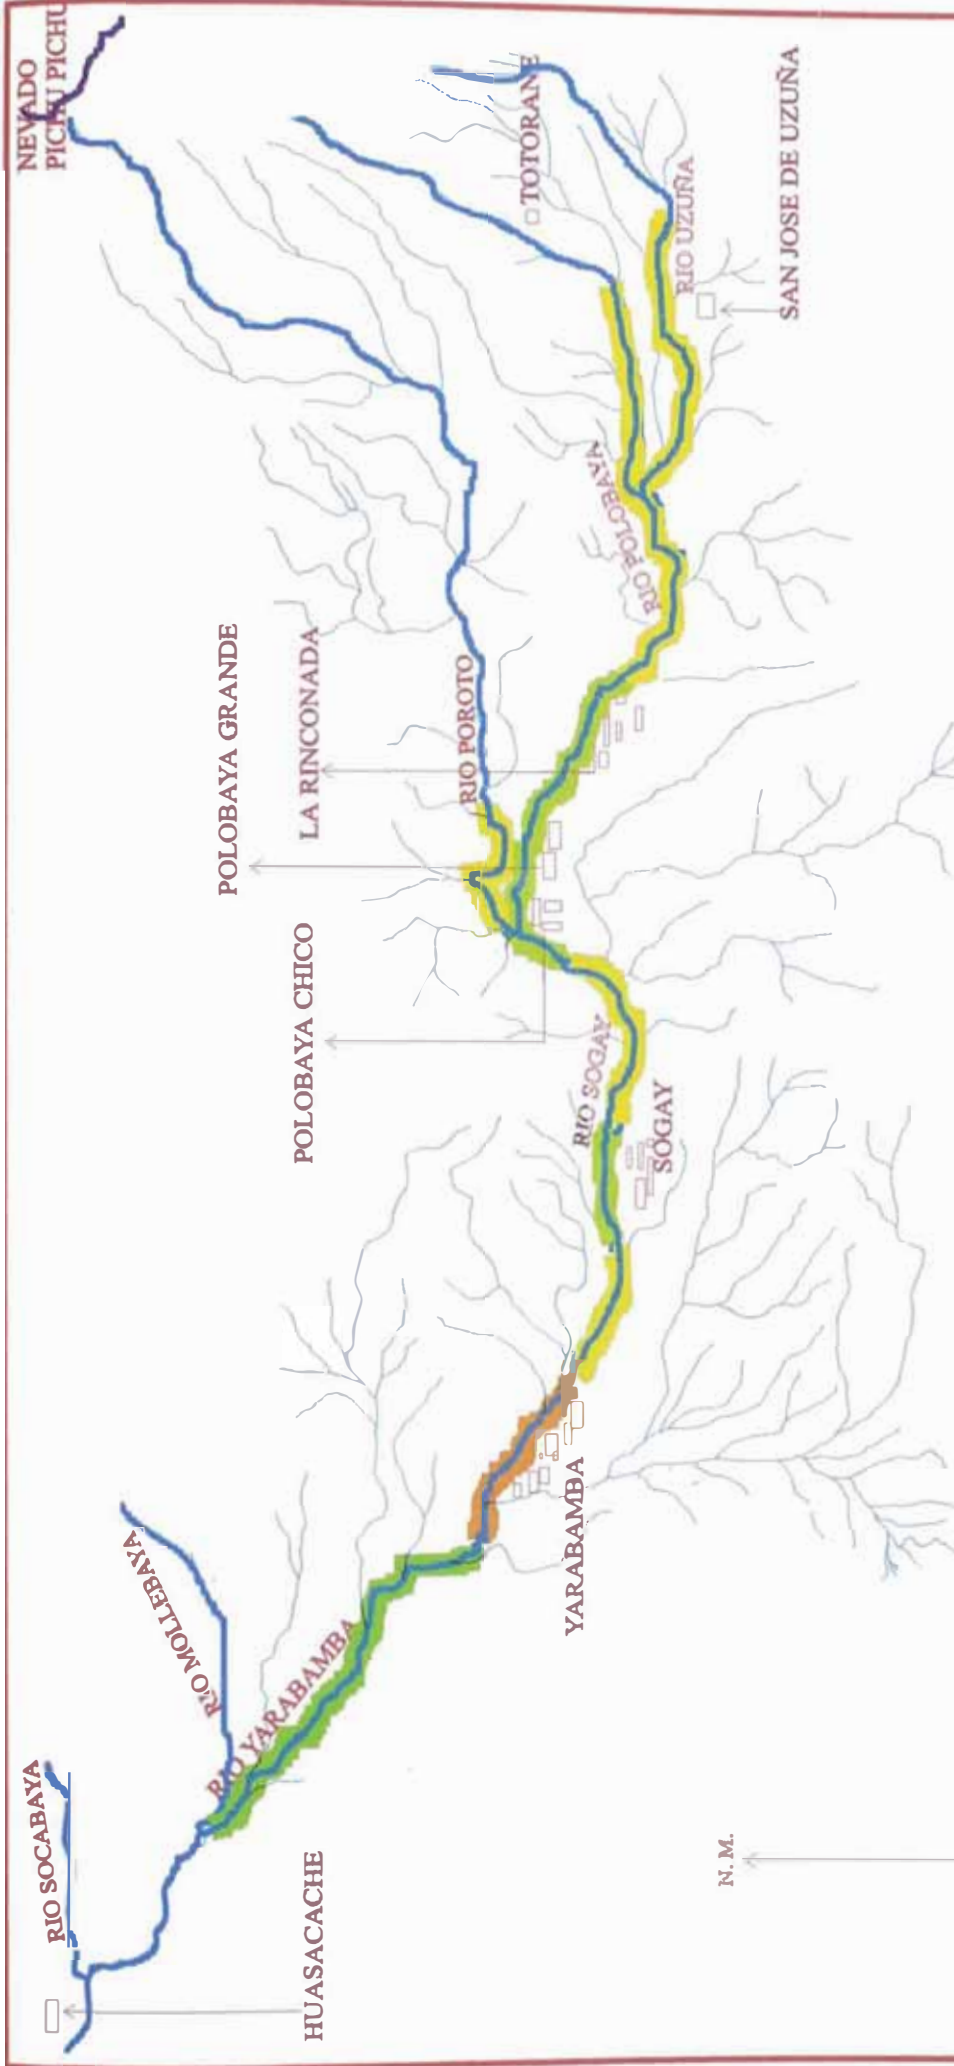 NEVADO
PICHU PICHU
TOTORANE
RIO UZUÑA
SAN JOSE DE UZUÑA
RIO POLOBAYA
POLOBAYA GRANDE
LA RINCONADA
RIO POROTO
POLOBAYA CHICO
RIO SOGAY
SOGAY
YARABAMBA
RIO MOLLEBAYA
RIO YARABAMBA
RIO SOCABAYA
HUASACACHE
N. M.